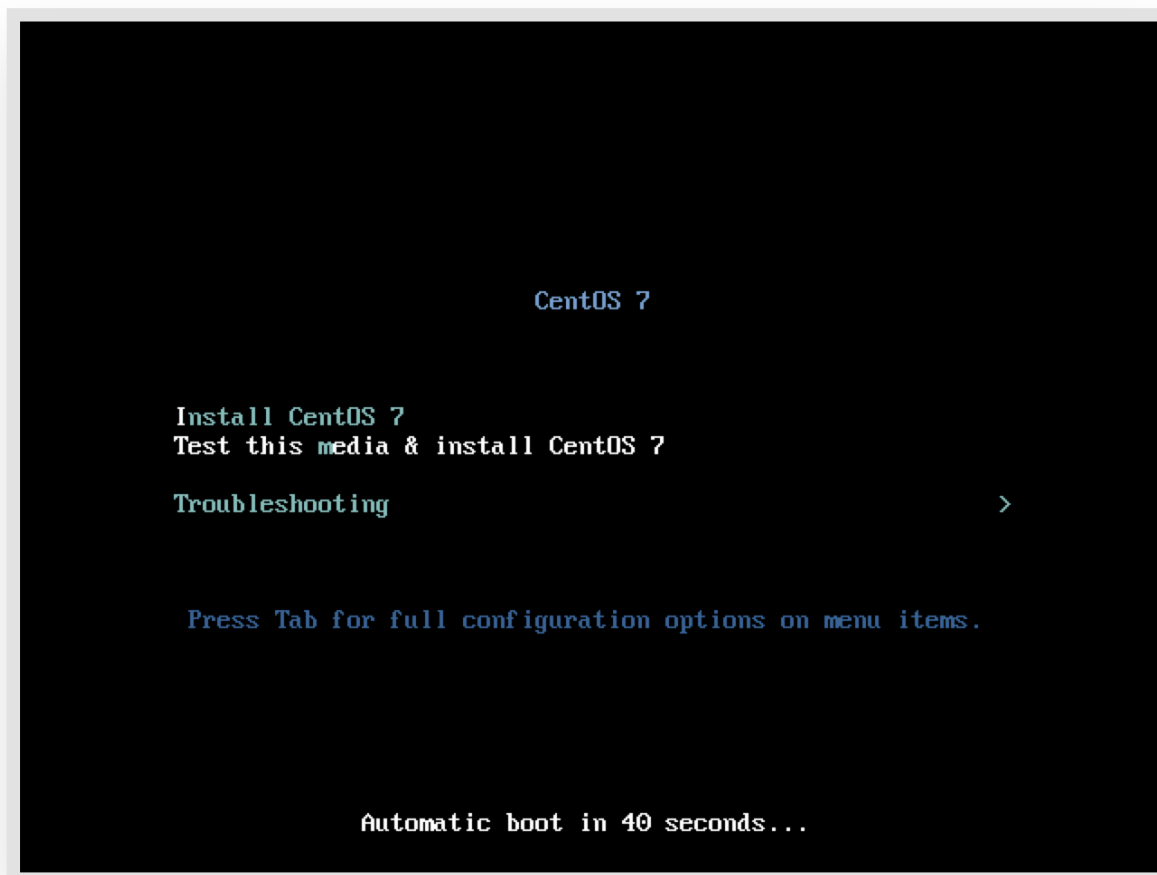 CentOS 7
Install CentOS 7
Test this media & install CentOS 7
Troubleshooting >
Press Tab for full configuration options on menu items.
Automatic boot in 40 seconds...